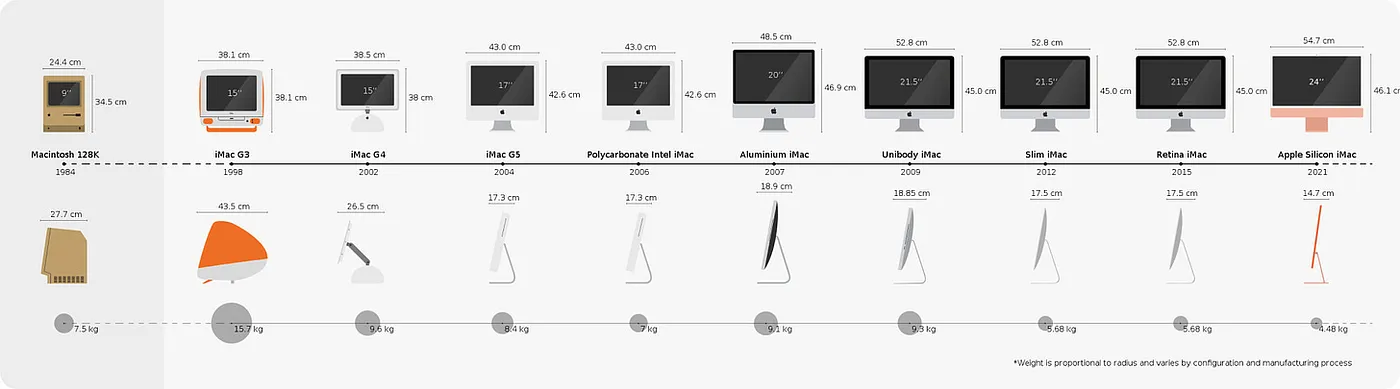 24.4 cm
9’’
34.5 cm
38.1 cm
15’’
38.1 cm
38.5 cm
15’’
38 cm
43.0 cm
17’’
42.6 cm
43.0 cm
17’’
42.6 cm
48.5 cm
20’’
46.9 cm
52.8 cm
21.5’’
45.0 cm
52.8 cm
21.5’’
45.0 cm
52.8 cm
21.5’’
45.0 cm
54.7 cm
24’’
46.1 c
Macintosh 128K
iMac G3
iMac G4
iMac G5
Polycarbonate Intel iMac
Aluminium iMac
Unibody iMac
Slim iMac
Retina iMac
Apple Silicon iMac
1984
1998
2002
2004
2006
2007
2009
2012
2015
2021
27.7 cm
43.5 cm
26.5 cm
17.3 cm
17.3 cm
18.9 cm
18.85 cm
17.5 cm
17.5 cm
14.7 cm
7.5 kg
15.7 kg
9.6 kg
8.4 kg
7 kg
9.1 kg
9.3 kg
5.68 kg
5.68 kg
4.48 kg
*Weight is proportional to radius and varies by configuration and manufacturing process